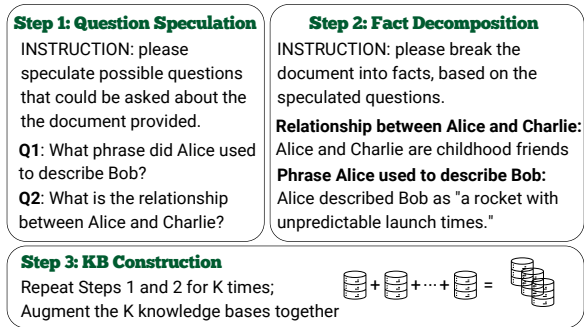 Step 1: Question Speculation
INSTRUCTION: please
speculate possible questions
that could be asked about the
the document provided.
Q1: What phrase did Alice used
to describe Bob?
Q2: What is the relationship
between Alice and Charlie?
Step 2: Fact Decomposition
INSTRUCTION: please break the
document into facts, based on the
speculated questions.
Relationship between Alice and Charlie:
Alice and Charlie are childhood friends
Phrase Alice used to describe Bob:
Alice described Bob as "a rocket with
unpredictable launch times."
Step 3: KB Construction
Repeat Steps 1 and 2 for K times;
Augment the K knowledge bases together
+ + ··· + =